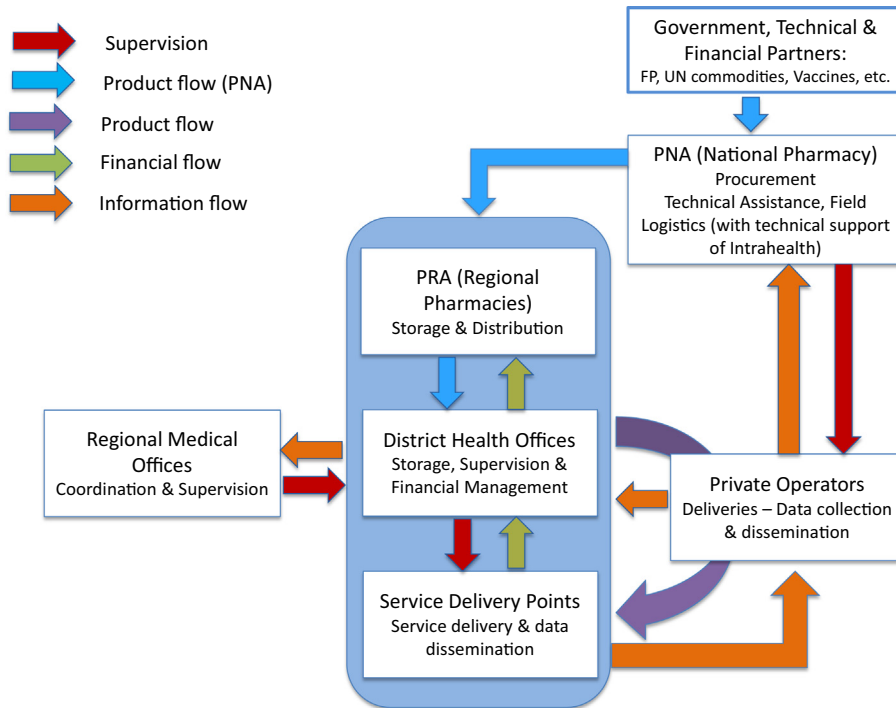 Supervision
Product flow (PNA)
Product flow
Financial flow
Information flow
Government, Technical &
Financial Partners:
FP, UN commodities, Vaccines, etc.
PNA (National Pharmacy)
Procurement
Technical Assistance, Field
Logistics (with technical support
of Intrahealth)
PRA (Regional
Pharmacies)
Storage & Distribution
Regional Medical
Offices
Coordination & Supervision
District Health Offices
Storage, Supervision &
Financial Management
Private Operators
Deliveries – Data collection
& dissemination
Service Delivery Points
Service delivery & data
dissemination